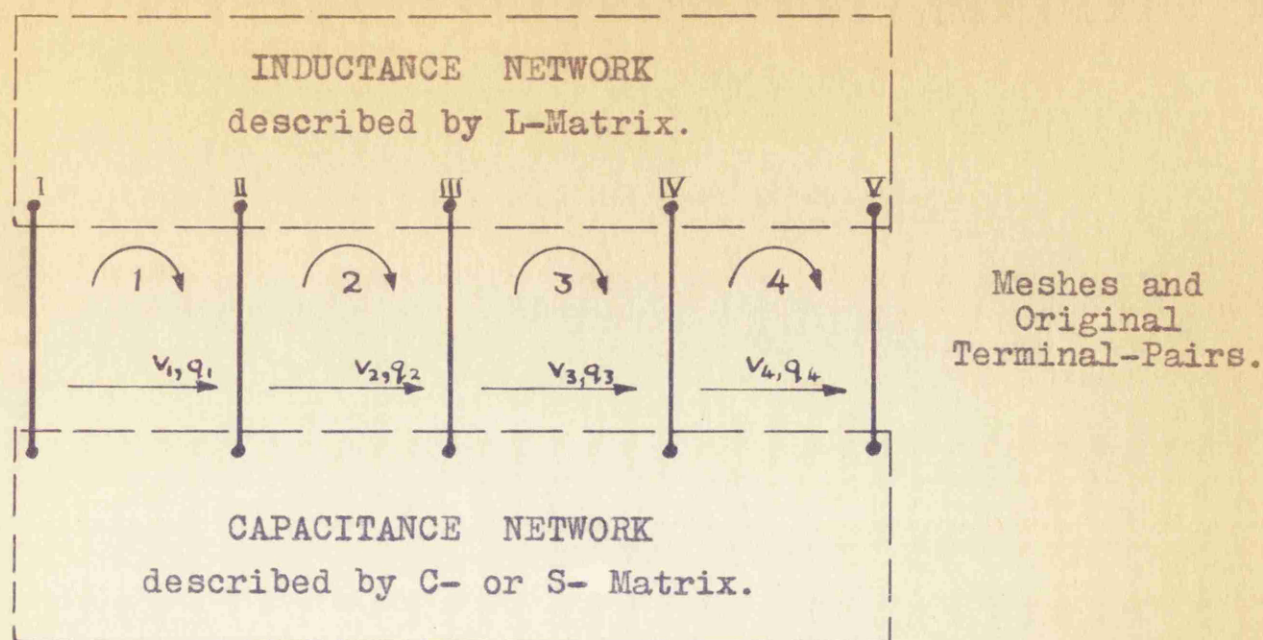 INDUCTANCE NETWORK
described by L-Matrix.
I II III IV V
1 2 3 4
Meshes and
Original
Terminal-Pairs.
v₁,q₁ v₂,q₂ v₃,q₃ v₄,q₄
CAPACITANCE NETWORK
described by C- or S- Matrix.